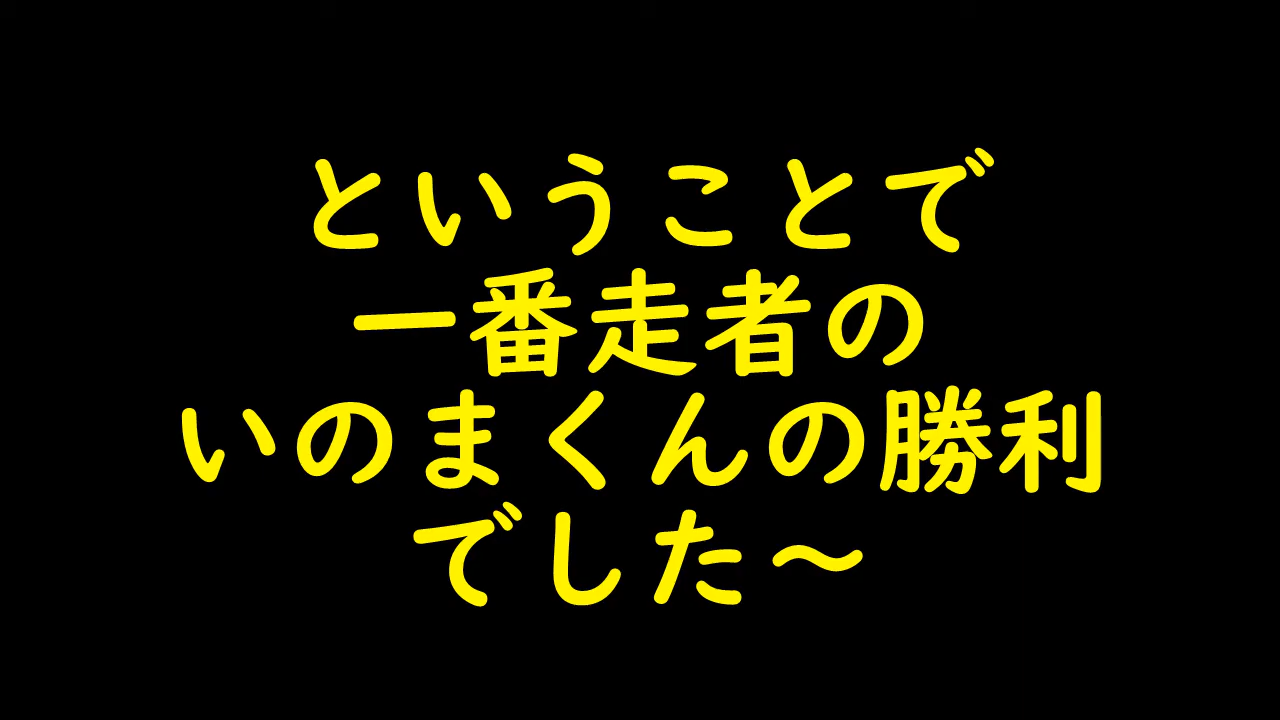 ということで
一番走者の
いのまくんの勝利
でした～